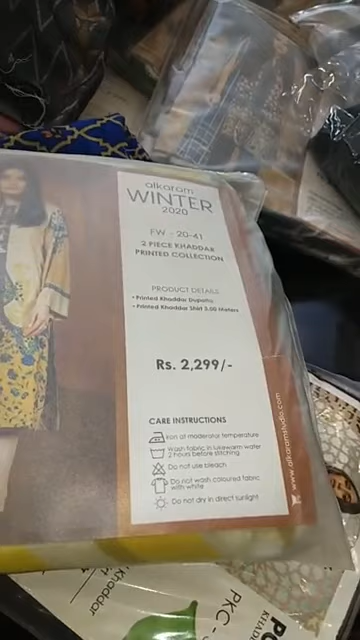 alkaram
WINTER
2020
FW - 20-41
2 PIECE KHADDAR
PRINTED COLLECTION
PRODUCT DETAILS
• Printed Khaddar Dupatta
• Printed Khaddar Shirt 3.00 Meters
Rs. 2,299/-
CARE INSTRUCTIONS
Iron at moderator temperature
Wash fabric in lukewarm water
2 hours before stitching
Do not use bleach
Do not wash coloured fabric
with white
Do not dry in direct sunlight
www.alkaramstudio.com
Khaddar
PKC -
KHADD